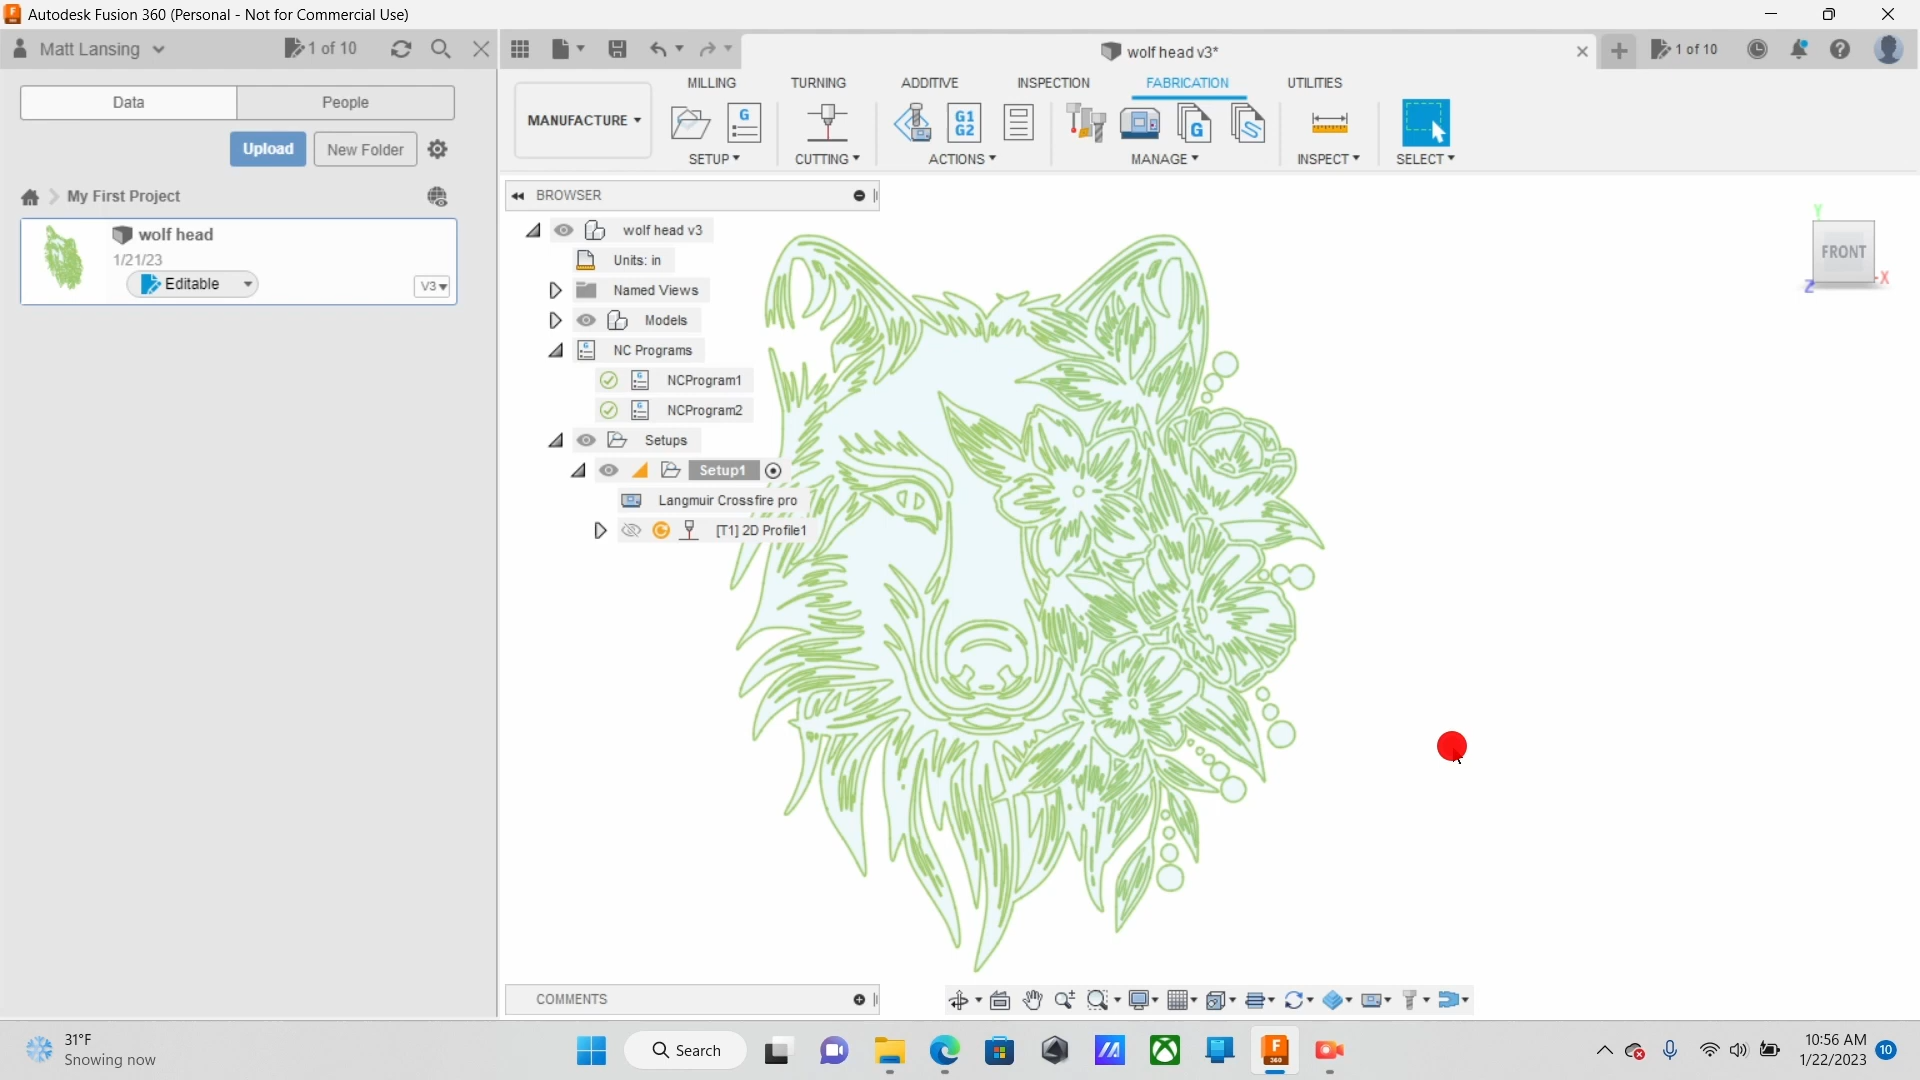 Autodesk Fusion 360 (Personal - Not for Commercial Use)
Matt Lansing
1 of 10
wolf head v3*
1 of 10
Data
People
Upload
New Folder
My First Project
wolf head
1/21/23
Editable
V3
MANUFACTURE
MILLING
TURNING
ADDITIVE
INSPECTION
FABRICATION
UTILITIES
G1
G2
SETUP
CUTTING
ACTIONS
MANAGE
INSPECT
SELECT
BROWSER
wolf head v3
Units: in
Named Views
Models
NC Programs
NCProgram1
NCProgram2
Setups
Setup1
Langmuir Crossfire pro
[T1] 2D Profile1
Y
FRONT
Z
X
COMMENTS
31°F
Snowing now
Search
F
360
10:56 AM
1/22/2023
10